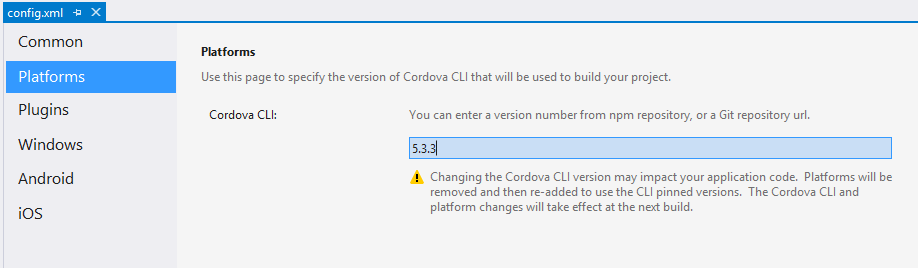 config.xml
Common
Platforms
Plugins
Windows
Android
iOS
Platforms
Use this page to specify the version of Cordova CLI that will be used to build your project.
Cordova CLI:
You can enter a version number from npm repository, or a Git repository url.
5.3.3
Changing the Cordova CLI version may impact your application code. Platforms will be
removed and then re-added to use the CLI pinned versions. The Cordova CLI and
platform changes will take effect at the next build.